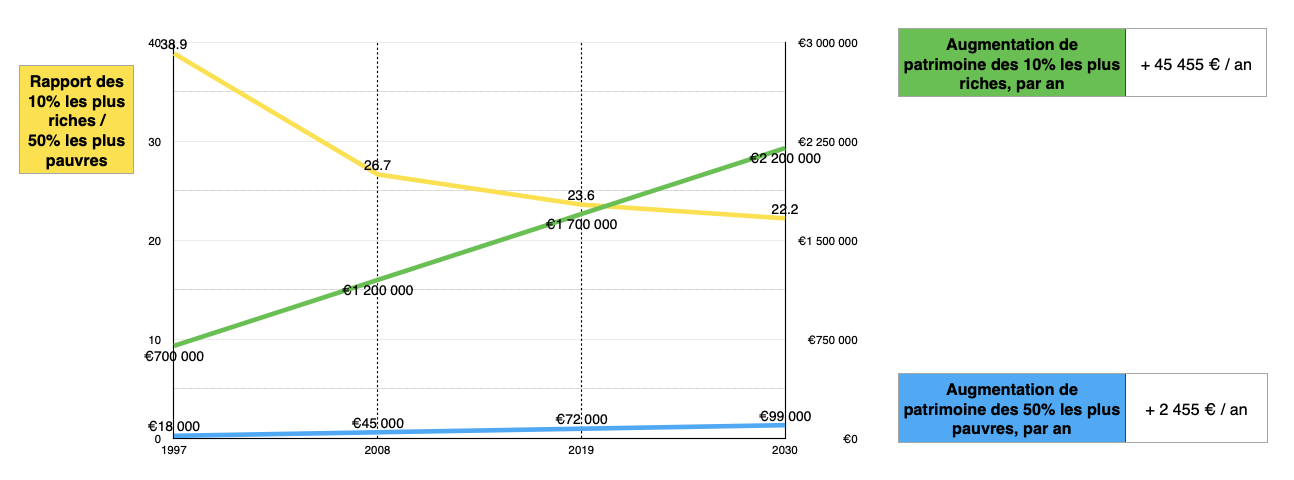 Rapport des
10% les plus
riches /
50% les plus
pauvres
40
30
20
10
0
38.9
26.7
23.6
22.2
€700 000
€1 200 000
€1 700 000
€2 200 000
€18 000
€45 000
€72 000
€99 000
1997
2008
2019
2030
€3 000 000
€2 250 000
€1 500 000
€750 000
€0
Augmentation de
patrimoine des 10% les plus
riches, par an
+ 45 455 € / an
Augmentation de
patrimoine des 50% les plus
pauvres, par an
+ 2 455 € / an